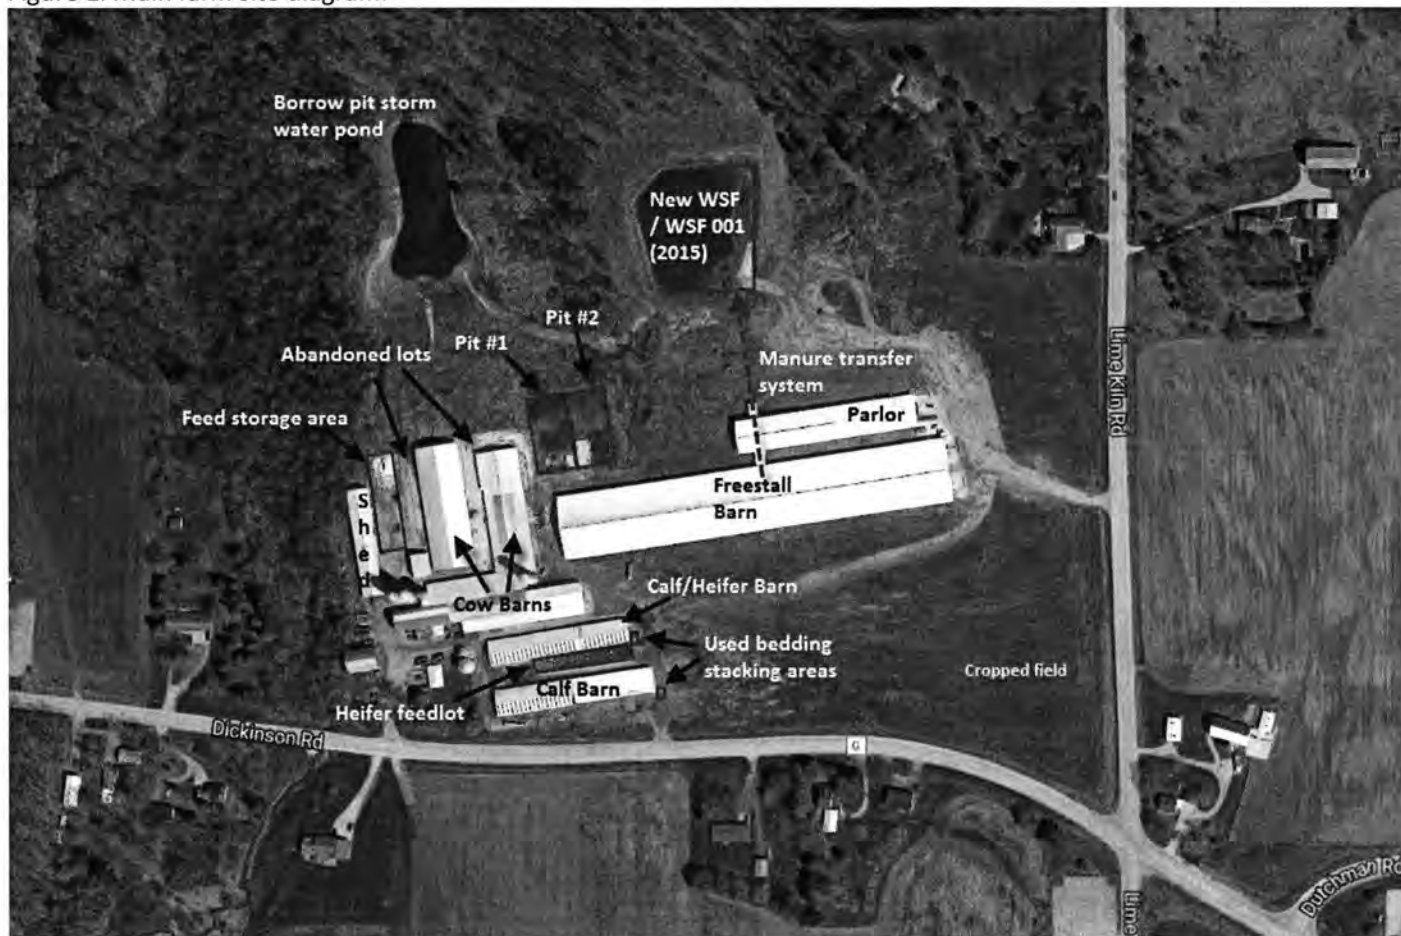 Borrow pit storm
water pond
New WSF
/ WSF 001
(2015)
Pit #2
Pit #1
Abandoned lots
Manure transfer
system
Feed storage area
Parlor
Shed
Freestall
Barn
Lime Kiln Rd
Calf/Heifer Barn
Cow Barns
Used bedding
stacking areas
Cropped field
Calf Barn
Heifer feedlot
Dickinson Rd
G
Dutchman Rd
Lime